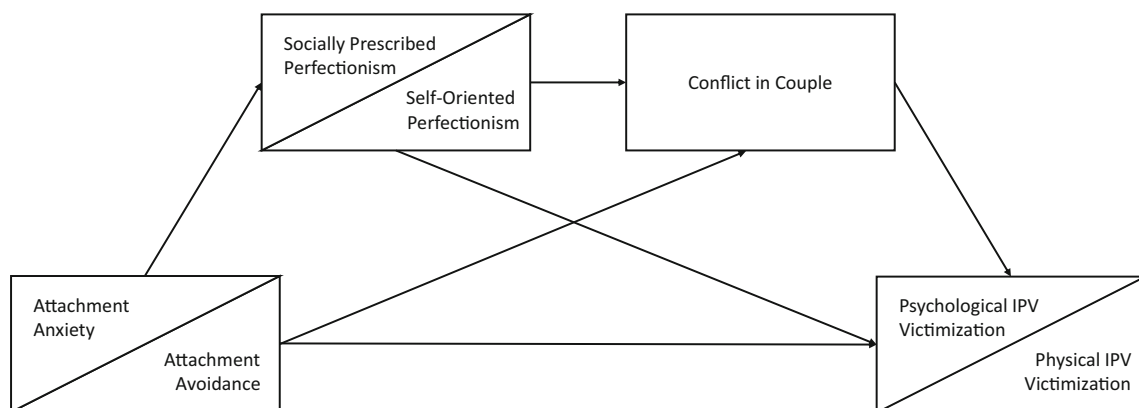 Socially Prescribed
Perfectionism
Self-Oriented
Perfectionism
Conflict in Couple
Attachment
Anxiety
Attachment
Avoidance
Psychological IPV
Victimization
Physical IPV
Victimization